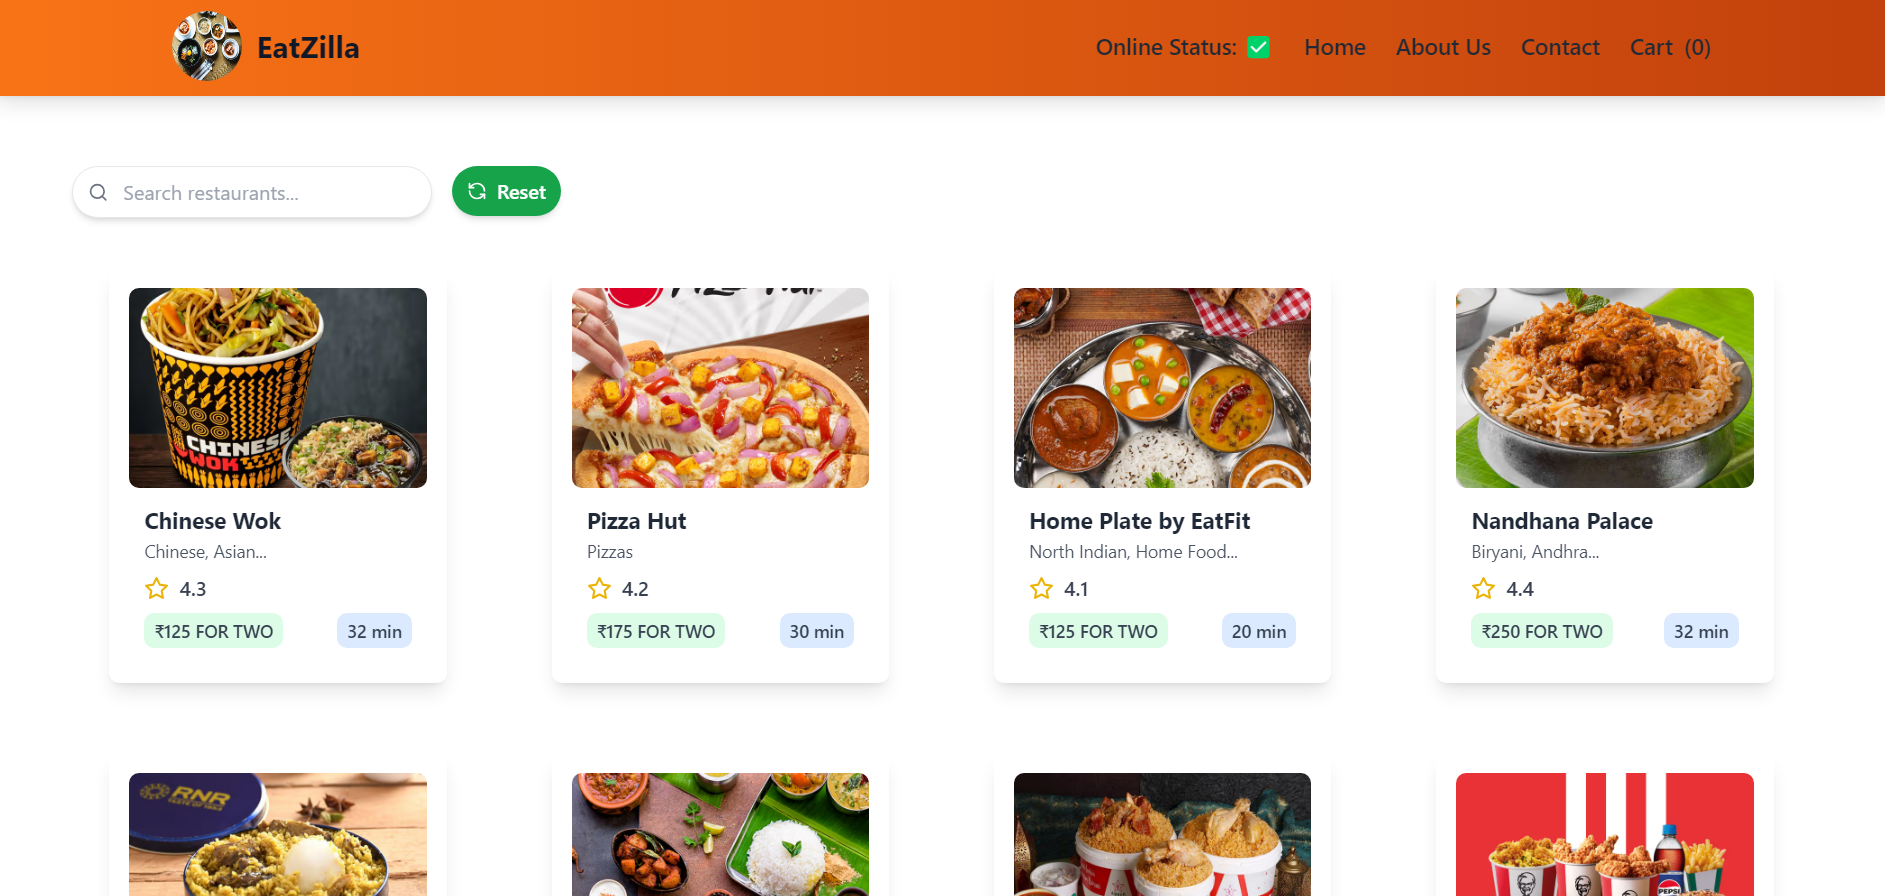 EatZilla
Online Status: ✅ Home About Us Contact Cart (0)
Search restaurants...
Reset
CHINESE
WOK
Pizza Hut
Chinese Wok
Chinese, Asian...
4.3
₹125 FOR TWO 32 min
Pizza Hut
Pizzas
4.2
₹175 FOR TWO 30 min
Home Plate by EatFit
North Indian, Home Food...
4.1
₹125 FOR TWO 20 min
Nandhana Palace
Biryani, Andhra...
4.4
₹250 FOR TWO 32 min
RNR
PEPSI